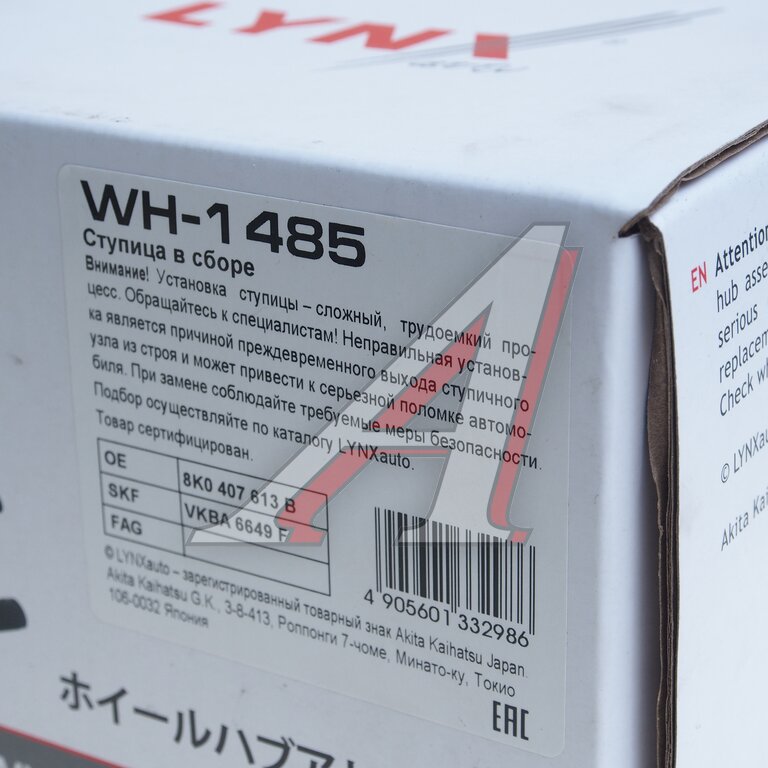 LYNX
auto
WH-1485
Ступица в сборе
Внимание! Установка ступицы – сложный, трудоемкий про-
цесс. Обращайтесь к специалистам! Неправильная установ-
ка является причиной преждевременного выхода ступичного
узла из строя и может привести к серьезной поломке автомо-
биля. При замене соблюдайте требуемые меры безопасности.
Подбор осуществляйте по каталогу LYNXauto.
Товар сертифицирован.
OE 8K0 407 613 B
SKF VKBA 6649 F
FAG
© LYNXauto – зарегистрированный товарный знак Akita Kaihatsu Japan.
Akita Kaihatsu G.K., 3-8-413, Роппонги 7-чоме, Минато-ку, Токио
106-0032 Япония
4 905601 332986
EAC
ホイールハブア
EN Attention
hub asse
serious
replacem
Check wh
© LYNXau
Akita Kai